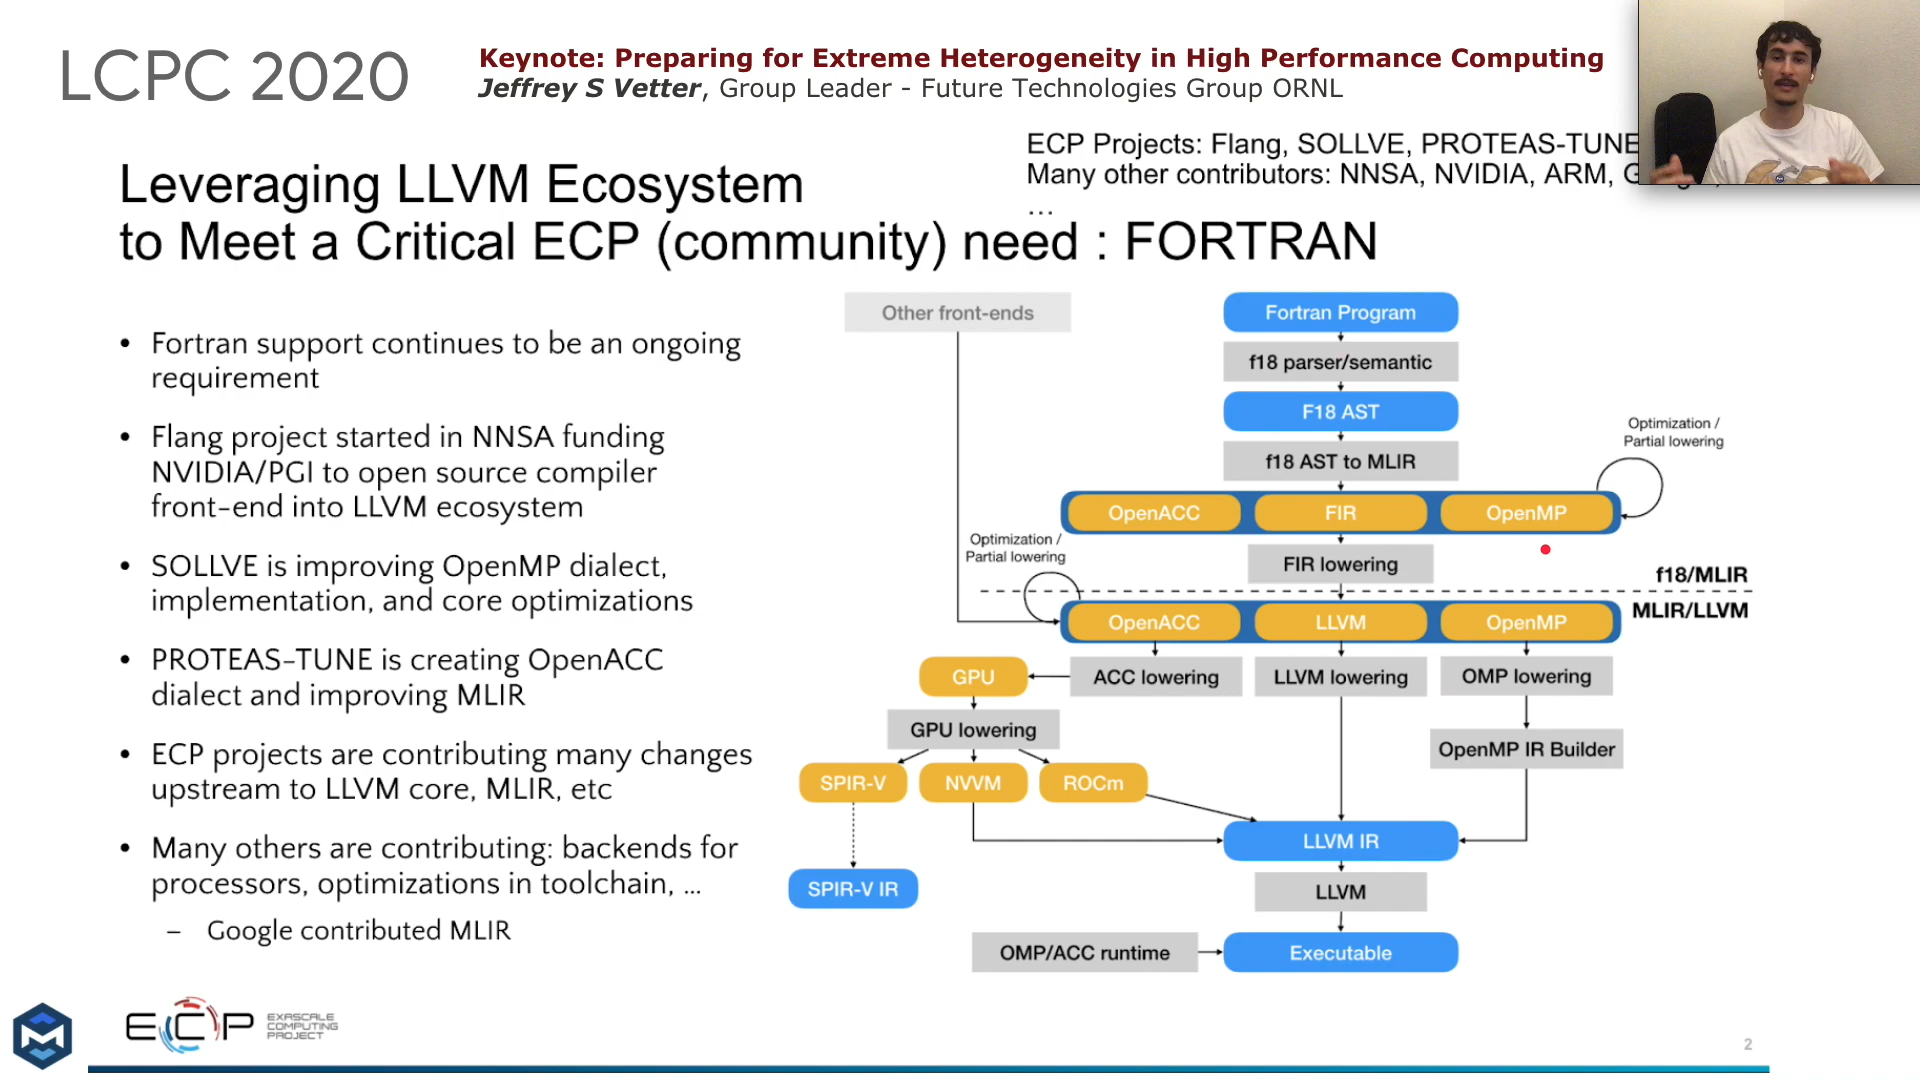 LCPC 2020
Keynote: Preparing for Extreme Heterogeneity in High Performance Computing
Jeffrey S Vetter, Group Leader - Future Technologies Group ORNL
ECP Projects: Flang, SOLLVE, PROTEAS-TUNE
Many other contributors: NNSA, NVIDIA, ARM,
...
Leveraging LLVM Ecosystem
to Meet a Critical ECP (community) need : FORTRAN
• Fortran support continues to be an ongoing
requirement
• Flang project started in NNSA funding
NVIDIA/PGI to open source compiler
front-end into LLVM ecosystem
• SOLLVE is improving OpenMP dialect,
implementation, and core optimizations
• PROTEAS-TUNE is creating OpenACC
dialect and improving MLIR
• ECP projects are contributing many changes
upstream to LLVM core, MLIR, etc
• Many others are contributing: backends for
processors, optimizations in toolchain, ...
– Google contributed MLIR
Other front-ends
Fortran Program
f18 parser/semantic
F18 AST
f18 AST to MLIR
Optimization /
Partial lowering
OpenACC
FIR
OpenMP
Optimization /
Partial lowering
FIR lowering
f18/MLIR
MLIR/LLVM
OpenACC
LLVM
OpenMP
GPU
ACC lowering
LLVM lowering
OMP lowering
GPU lowering
OpenMP IR Builder
SPIR-V
NVVM
ROCm
LLVM IR
SPIR-V IR
LLVM
OMP/ACC runtime
Executable
ECP
EXASCALE
COMPUTING
PROJECT
2